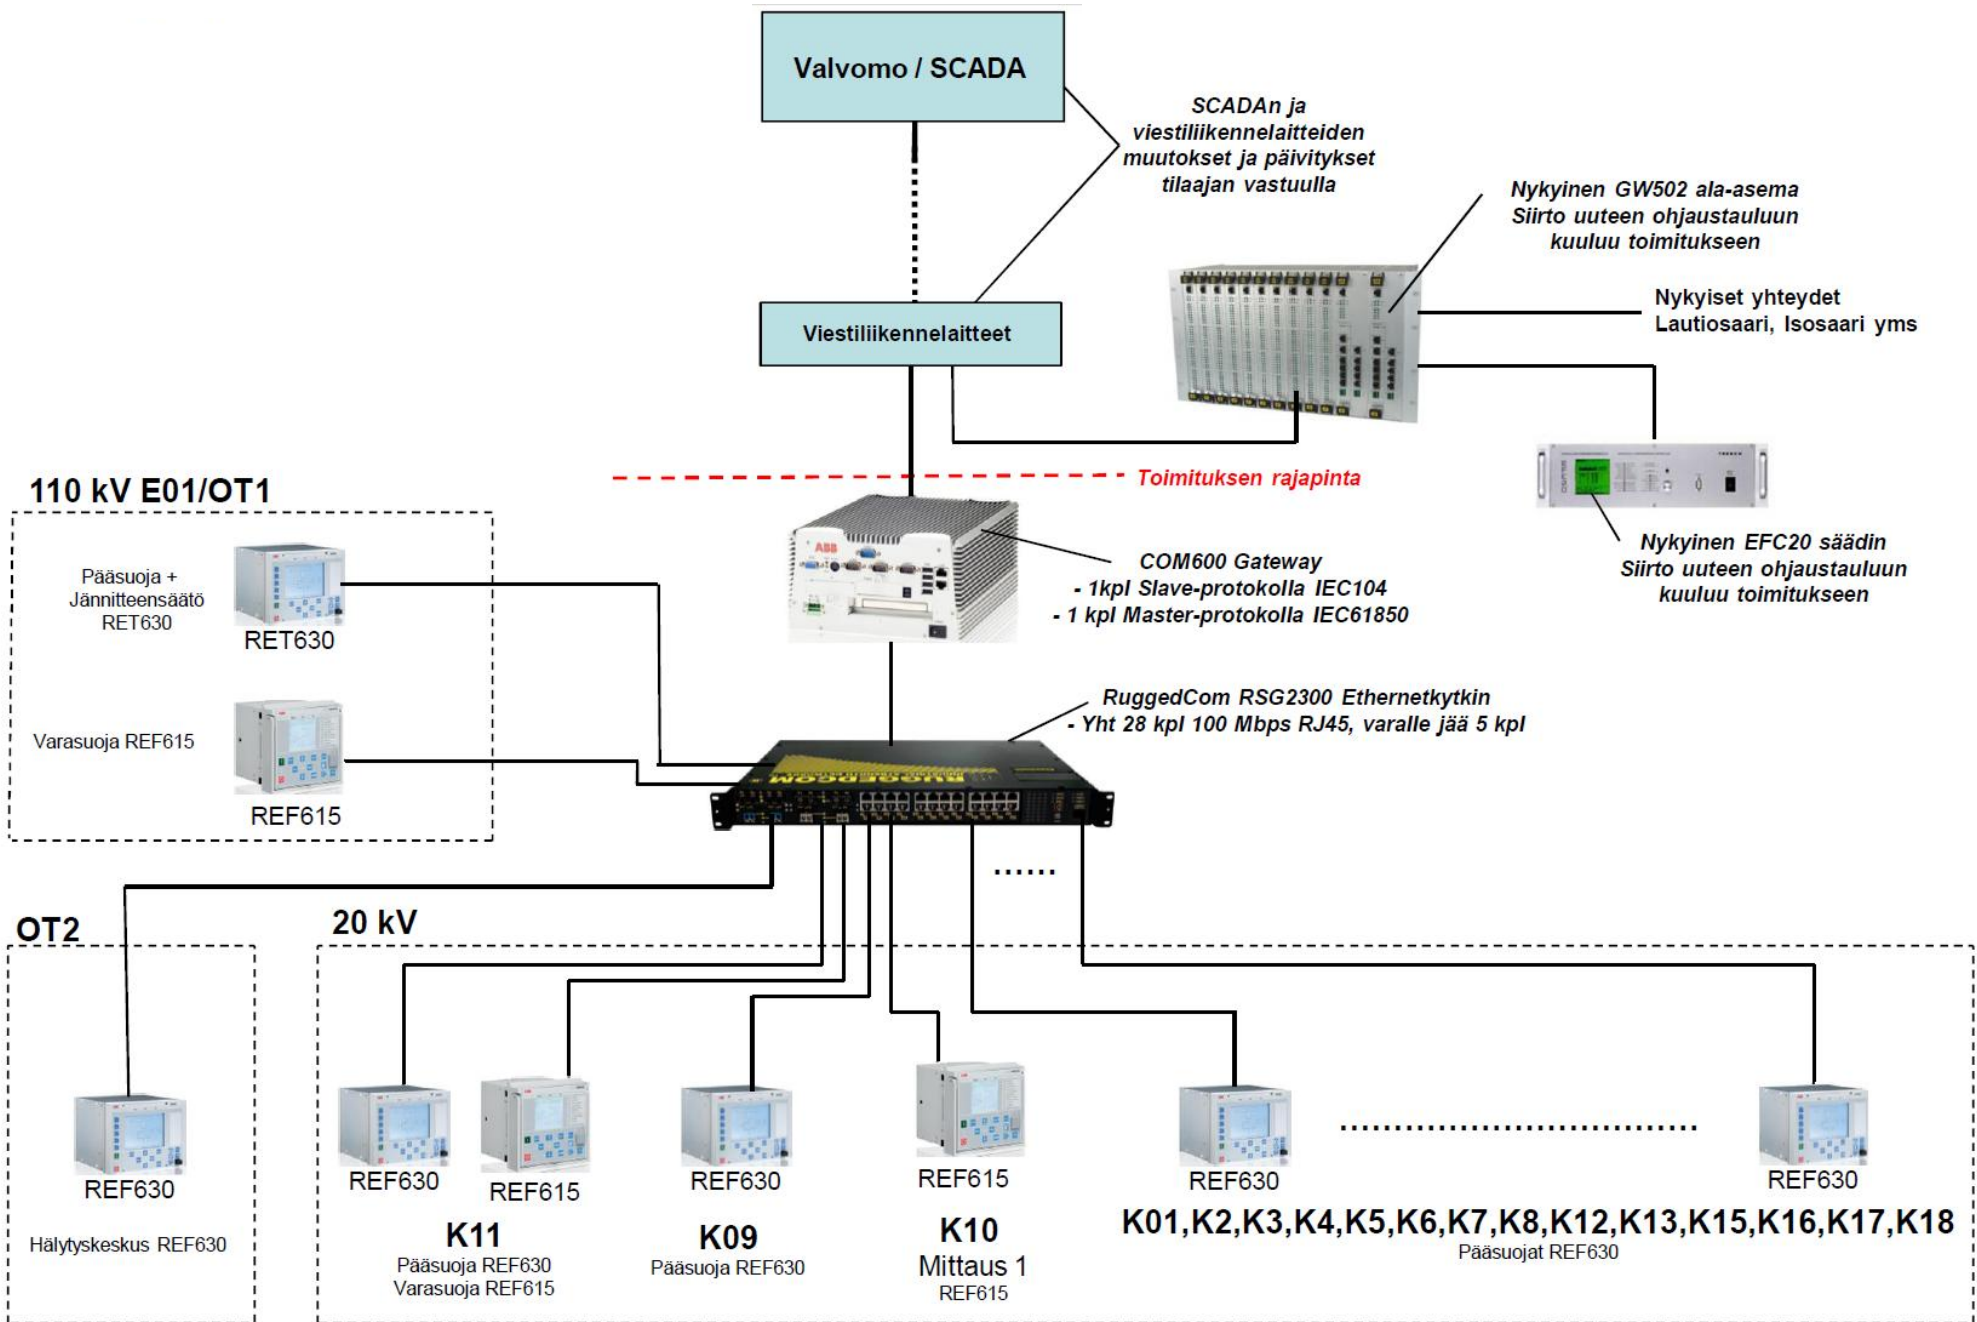 Valvomo / SCADA
SCADAn ja
viestiliikennelaitteiden
muutokset ja päivitykset
tilaajan vastuulla
Nykyinen GW502 ala-asema
Siirto uuteen ohjaustauluun
kuuluu toimitukseen
Viestiliikennelaitteet
Nykyiset yhteydet
Lautiosaari, Isosaari yms
Toimituksen rajapinta
Nykyinen EFC20 säädin
Siirto uuteen ohjaustauluun
kuuluu toimitukseen
110 kV E01/OT1
Pääsuoja +
Jännitteensäätö
RET630
RET630
Varasuoja REF615
REF615
ABB
COM600 Gateway
- 1kpl Slave-protokolla IEC104
- 1 kpl Master-protokolla IEC61850
RuggedCom RSG2300 Ethernetkytkin
- Yht 28 kpl 100 Mbps RJ45, varalle jää 5 kpl
RUGGEDCOM
......
OT2
REF630
Hälytyskeskus REF630
20 kV
REF630
REF615
K11
Pääsuoja REF630
Varasuoja REF615
REF630
K09
Pääsuoja REF630
REF615
K10
Mittaus 1
REF615
REF630
.................................
REF630
K01,K2,K3,K4,K5,K6,K7,K8,K12,K13,K15,K16,K17,K18
Pääsuojat REF630